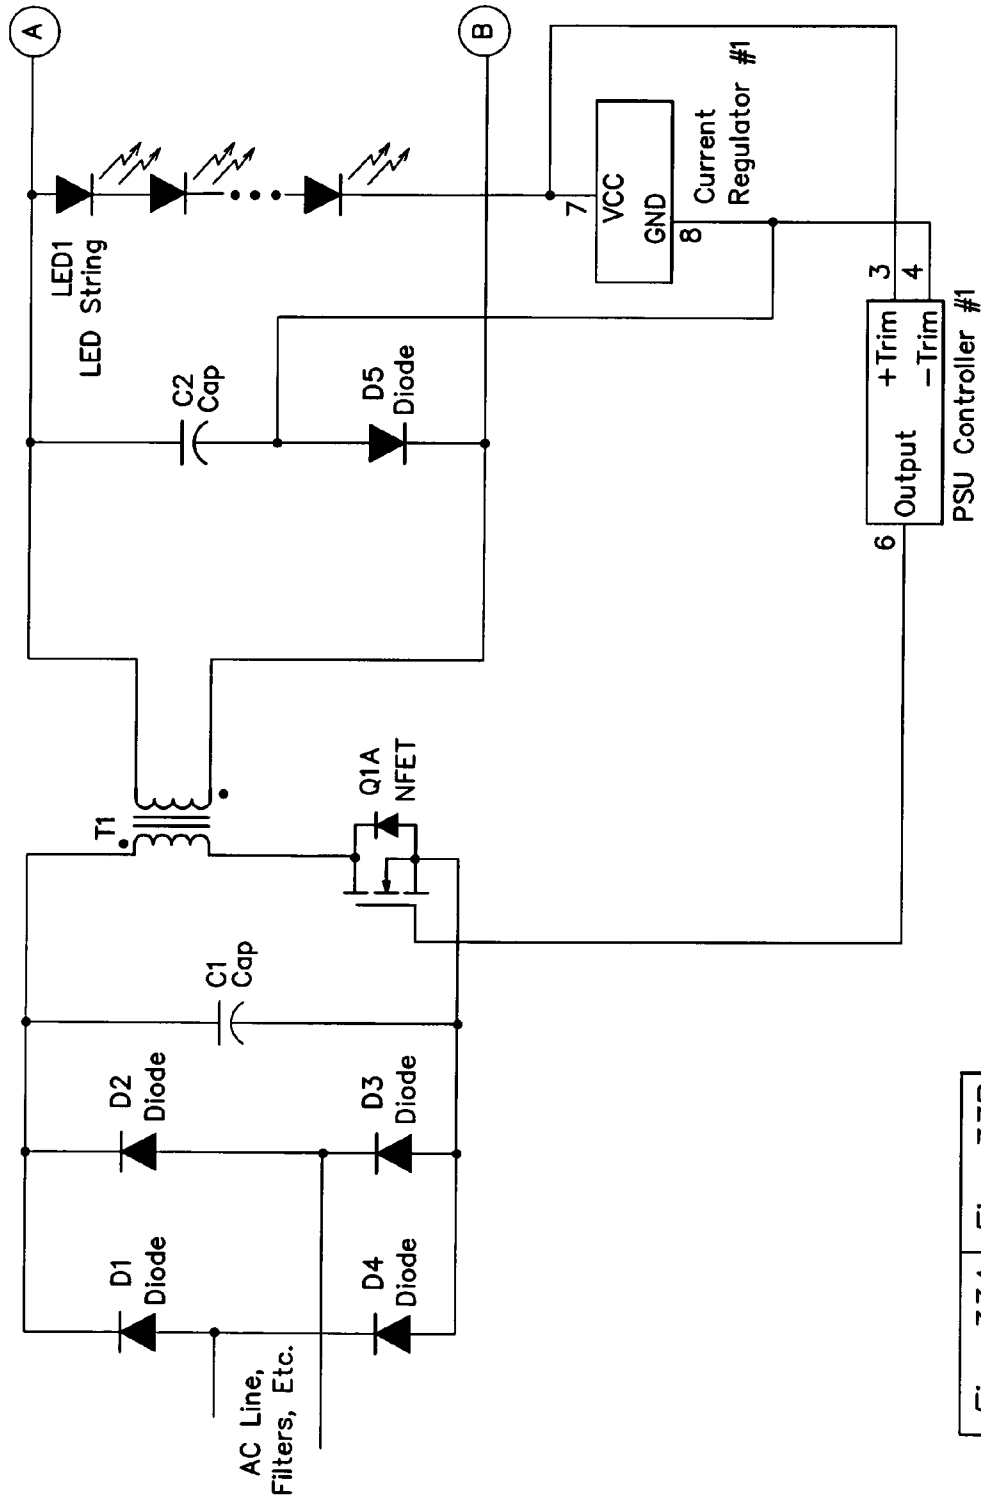 A
B
LED1
LED String
C2
Cap
D5
Diode
7
VCC
GND
8
Current
Regulator #1
3
4
+Trim
-Trim
Output
6
PSU Controller #1
T1
Q1A
NFET
C1
Cap
D2
Diode
D3
Diode
D1
Diode
D4
Diode
AC Line,
Filters, Etc.